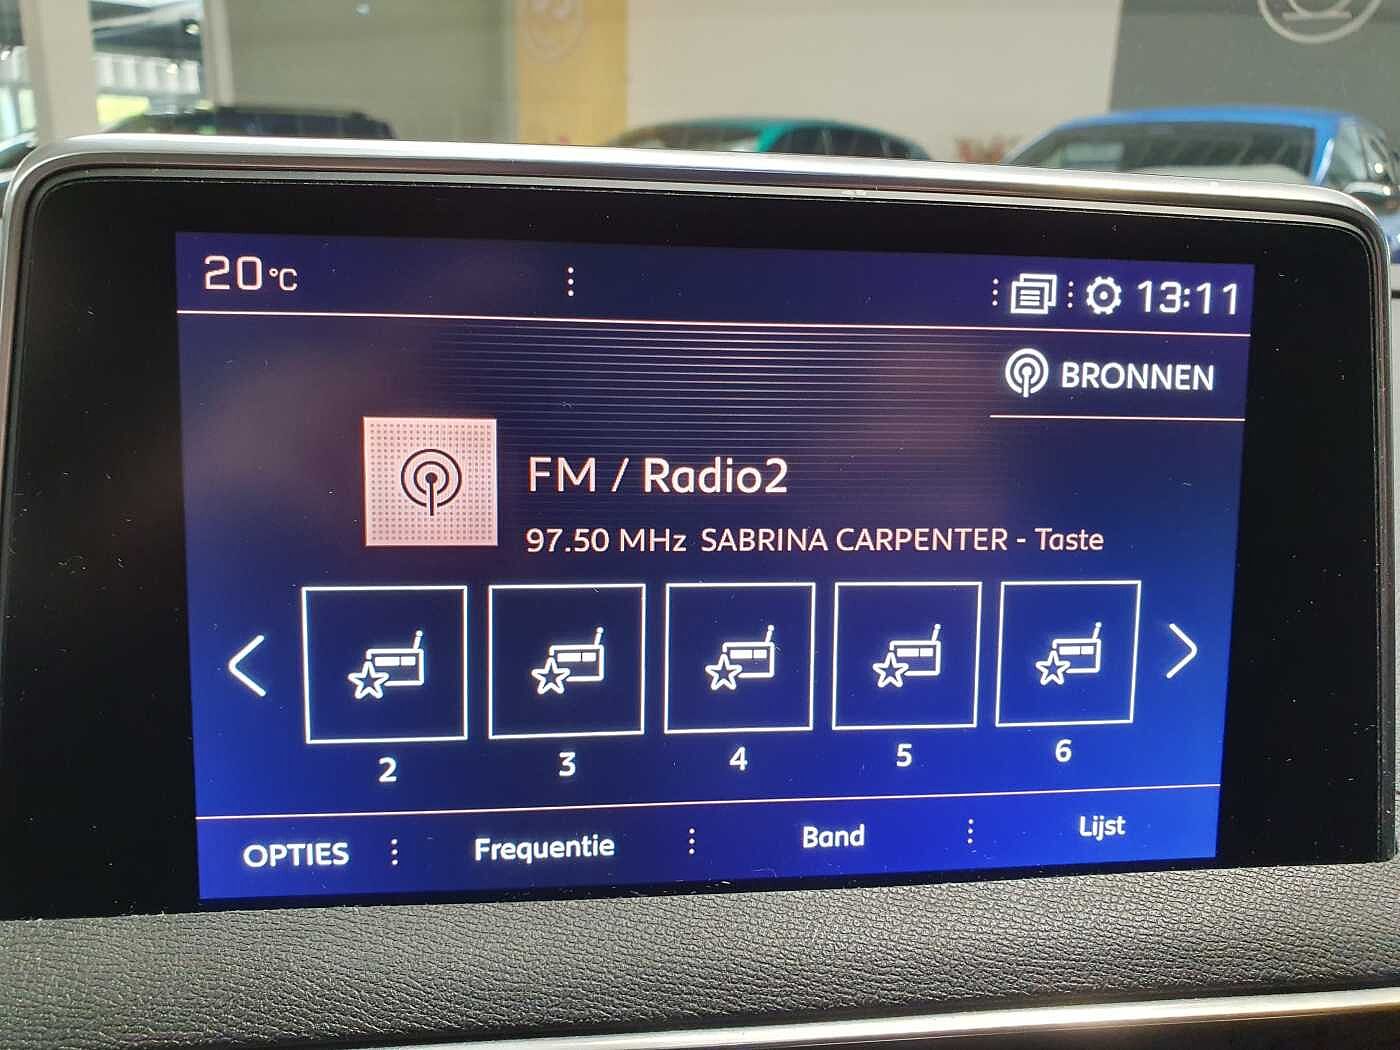 20°C
13:11
BRONNEN
FM / Radio2
97.50 MHz SABRINA CARPENTER - Taste
2 3 4 5 6
OPTIES Frequentie Band Lijst